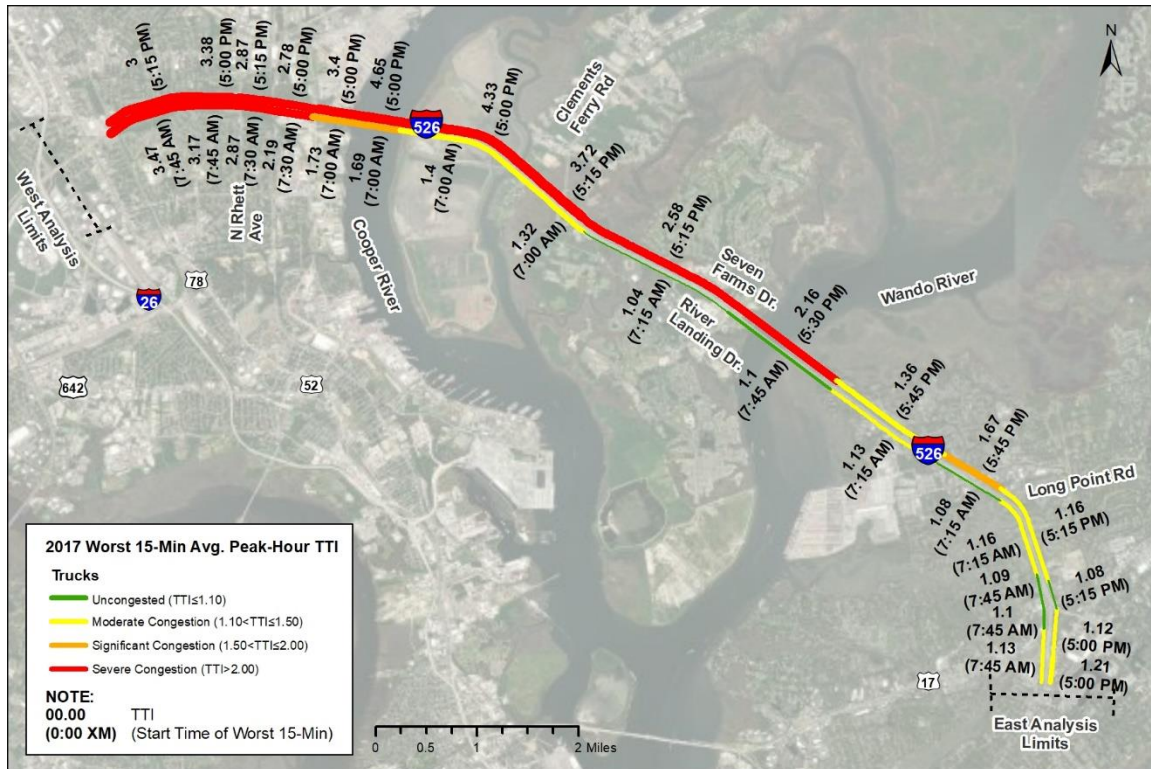 3
(5:15 PM)
3.38
(5:00 PM)
2.87
(5:15 PM)
2.78
(5:00 PM)
3.4
(5:00 PM)
4.65
(5:00 PM)
4.33
(5:00 PM)
Clements
Ferry Rd
N
3.47
(7:45 AM)
3.17
(7:45 AM)
2.87
(7:30 AM)
2.19
(7:30 AM)
1.73
(7:00 AM)
1.69
(7:00 AM)
526
1.4
(7:00 AM)
3.72
(5:15 PM)
West Analysis
Limits
N Rhett
Ave
Cooper River
1.32
(7:00 AM)
2.58
(5:15 PM)
Seven
Farms Dr.
78
26
1.04
(7:15 AM)
River
Landing Dr.
2.16
(5:30 PM)
Wando River
642
52
1.1
(7:45 AM)
1.36
(5:45 PM)
526
1.67
(5:45 PM)
1.13
(7:15 AM)
Long Point Rd
1.08
(7:15 AM)
1.16
(5:15 PM)
1.16
(7:15 AM)
1.09
(7:45 AM)
1.08
(5:15 PM)
1.1
(7:45 AM)
1.12
(5:00 PM)
1.13
(7:45 AM)
1.21
(5:00 PM)
17
East Analysis
Limits
2017 Worst 15-Min Avg. Peak-Hour TTI
Trucks
Uncongested (TTI≤1.10)
Moderate Congestion (1.10<TTI≤1.50)
Significant Congestion (1.50<TTI≤2.00)
Severe Congestion (TTI>2.00)
NOTE:
00.00 TTI
(0:00 XM) (Start Time of Worst 15-Min)
0 0.5 1 2 Miles